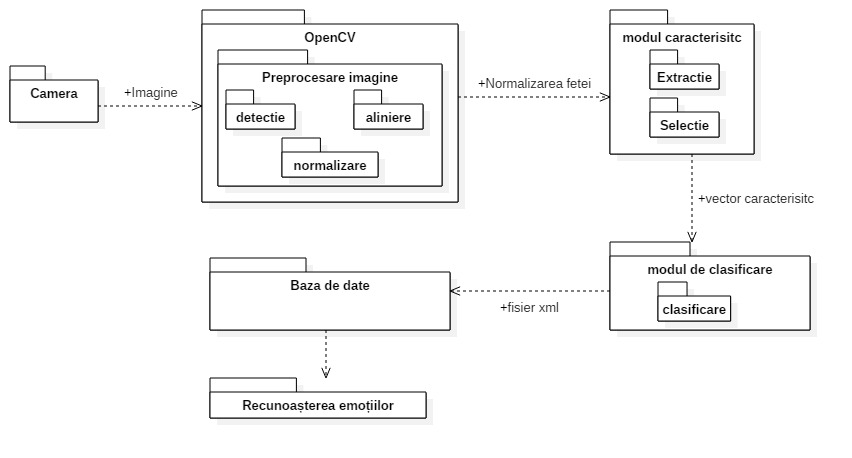 Camera
+Imagine
OpenCV
Preprocesare imagine
detectie
aliniere
normalizare
+Normalizarea fetei
modul caracterisitc
Extractie
Selectie
+vector caracterisitc
modul de clasificare
clasificare
+fisier xml
Baza de date
Recunoașterea emoțiilor